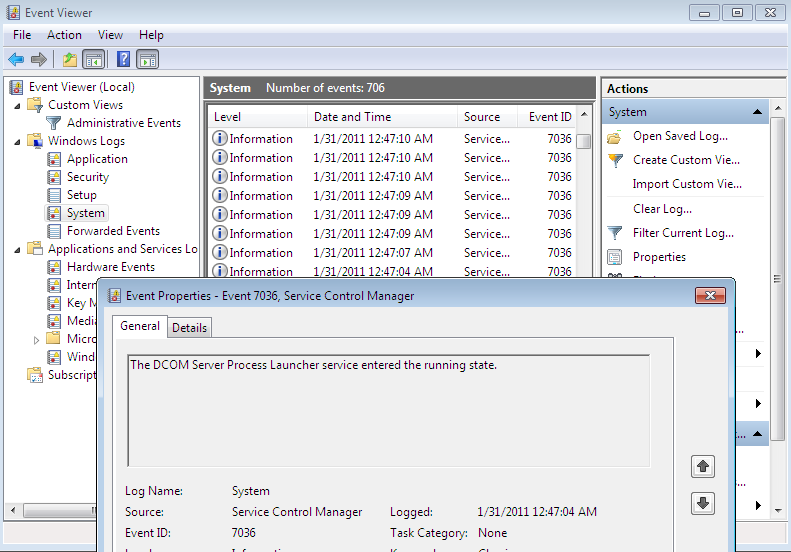 Event Viewer
File Action View Help
Event Viewer (Local)
Custom Views
Administrative Events
Windows Logs
Application
Security
Setup
System
Forwarded Events
Applications and Services Lo
Hardware Events
Intern
Key M
Media
Micro
Wind
Subscript
System Number of events: 706
Level Date and Time Source Event ID
Information 1/31/2011 12:47:10 AM Service... 7036
Information 1/31/2011 12:47:10 AM Service... 7036
Information 1/31/2011 12:47:10 AM Service... 7036
Information 1/31/2011 12:47:09 AM Service... 7036
Information 1/31/2011 12:47:09 AM Service... 7036
Information 1/31/2011 12:47:09 AM Service... 7036
Information 1/31/2011 12:47:07 AM Service... 7036
Information 1/31/2011 12:47:04 AM Service... 7036
Actions
System
Open Saved Log...
Create Custom Vie...
Import Custom Vie...
Clear Log...
Filter Current Log...
Properties
Event Properties - Event 7036, Service Control Manager
General Details
The DCOM Server Process Launcher service entered the running state.
Log Name: System
Source: Service Control Manager Logged: 1/31/2011 12:47:04 AM
Event ID: 7036 Task Category: None